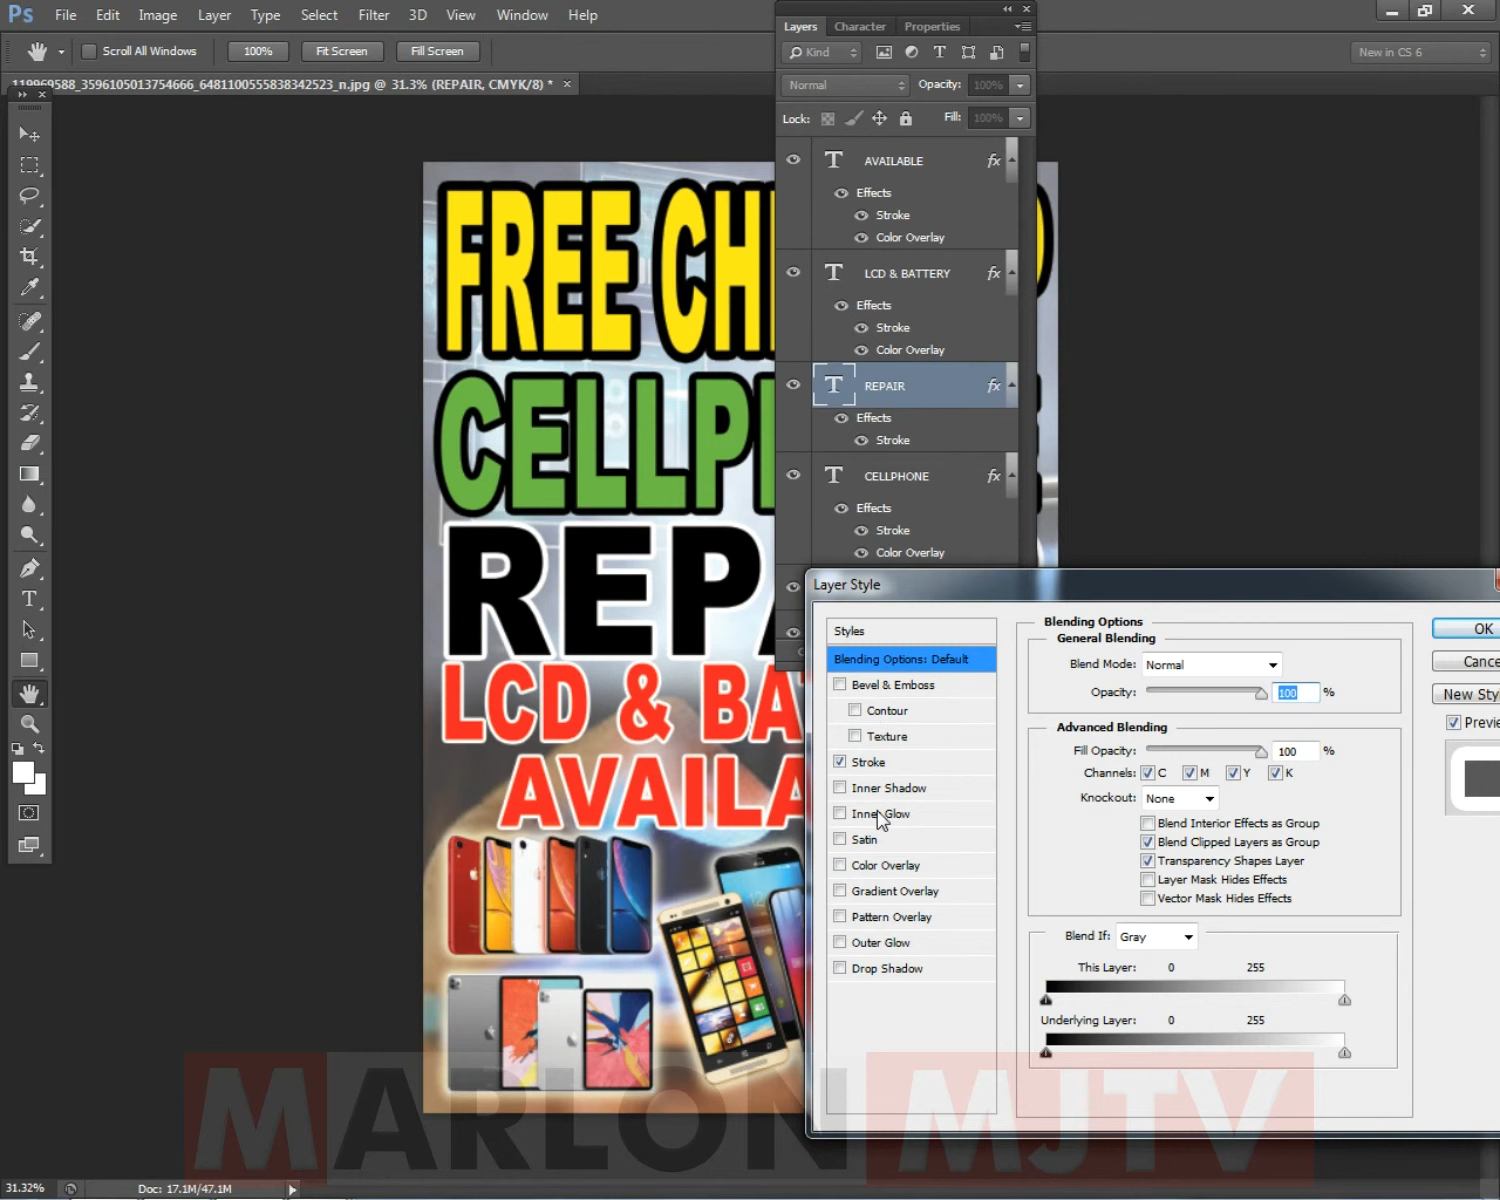 Ps File Edit Image Layer Type Select Filter 3D View Window Help
Scroll All Windows 100% Fit Screen Fill Screen New in CS 6
119969588_3596105013754666_6481100555838342523_n.jpg @ 31.3% (REPAIR, CMYK/8) *
Layers Character Properties
Kind
Normal Opacity: 100%
Lock: Fill: 100%
T AVAILABLE fx
Effects
Stroke
Color Overlay
T LCD & BATTERY fx
Effects
Stroke
Color Overlay
T REPAIR fx
Effects
Stroke
T CELLPHONE fx
Effects
Stroke
Color Overlay
FREE CH
CELLP
REPA
LCD & BA
AVAILA
Layer Style
Styles
Blending Options: Default
Bevel & Emboss
Contour
Texture
Stroke
Inner Shadow
Inner Glow
Satin
Color Overlay
Gradient Overlay
Pattern Overlay
Outer Glow
Drop Shadow
Blending Options
General Blending
Blend Mode: Normal
Opacity: 100 %
Advanced Blending
Fill Opacity: 100 %
Channels: C M Y K
Knockout: None
Blend Interior Effects as Group
Blend Clipped Layers as Group
Transparency Shapes Layer
Layer Mask Hides Effects
Vector Mask Hides Effects
Blend If: Gray
This Layer: 0 255
Underlying Layer: 0 255
OK
Cance
New Sty
Previe
MARLON MJTV
31.32% Doc: 17.1M/47.1M